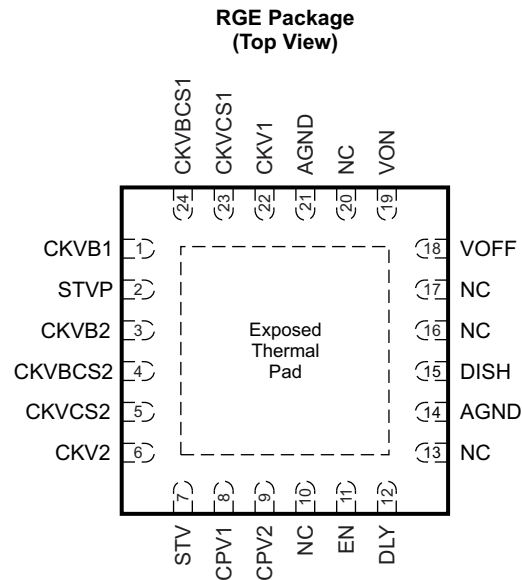 RGE Package
(Top View)
CKVBCS1
CKVCS1
CKV1
AGND
NC
VON
24
23
22
21
20
19
CKVB1 1
STVP 2
CKVB2 3
CKVBCS2 4
CKVCS2 5
CKV2 6
Exposed
Thermal
Pad
18 VOFF
17 NC
16 NC
15 DISH
14 AGND
13 NC
7
8
9
10
11
12
STV
CPV1
CPV2
NC
EN
DLY